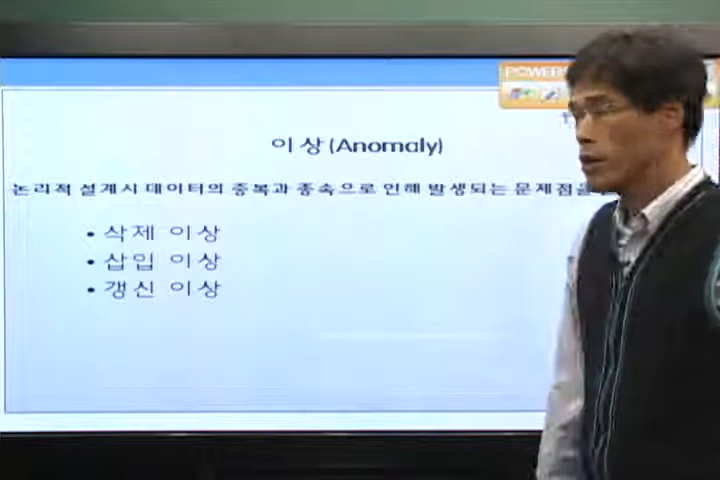 이상(Anomaly)
논리적 설계시 데이터의 중복과 종속으로 인해 발생되는 문제점을
• 삭제 이상
• 삽입 이상
• 갱신 이상